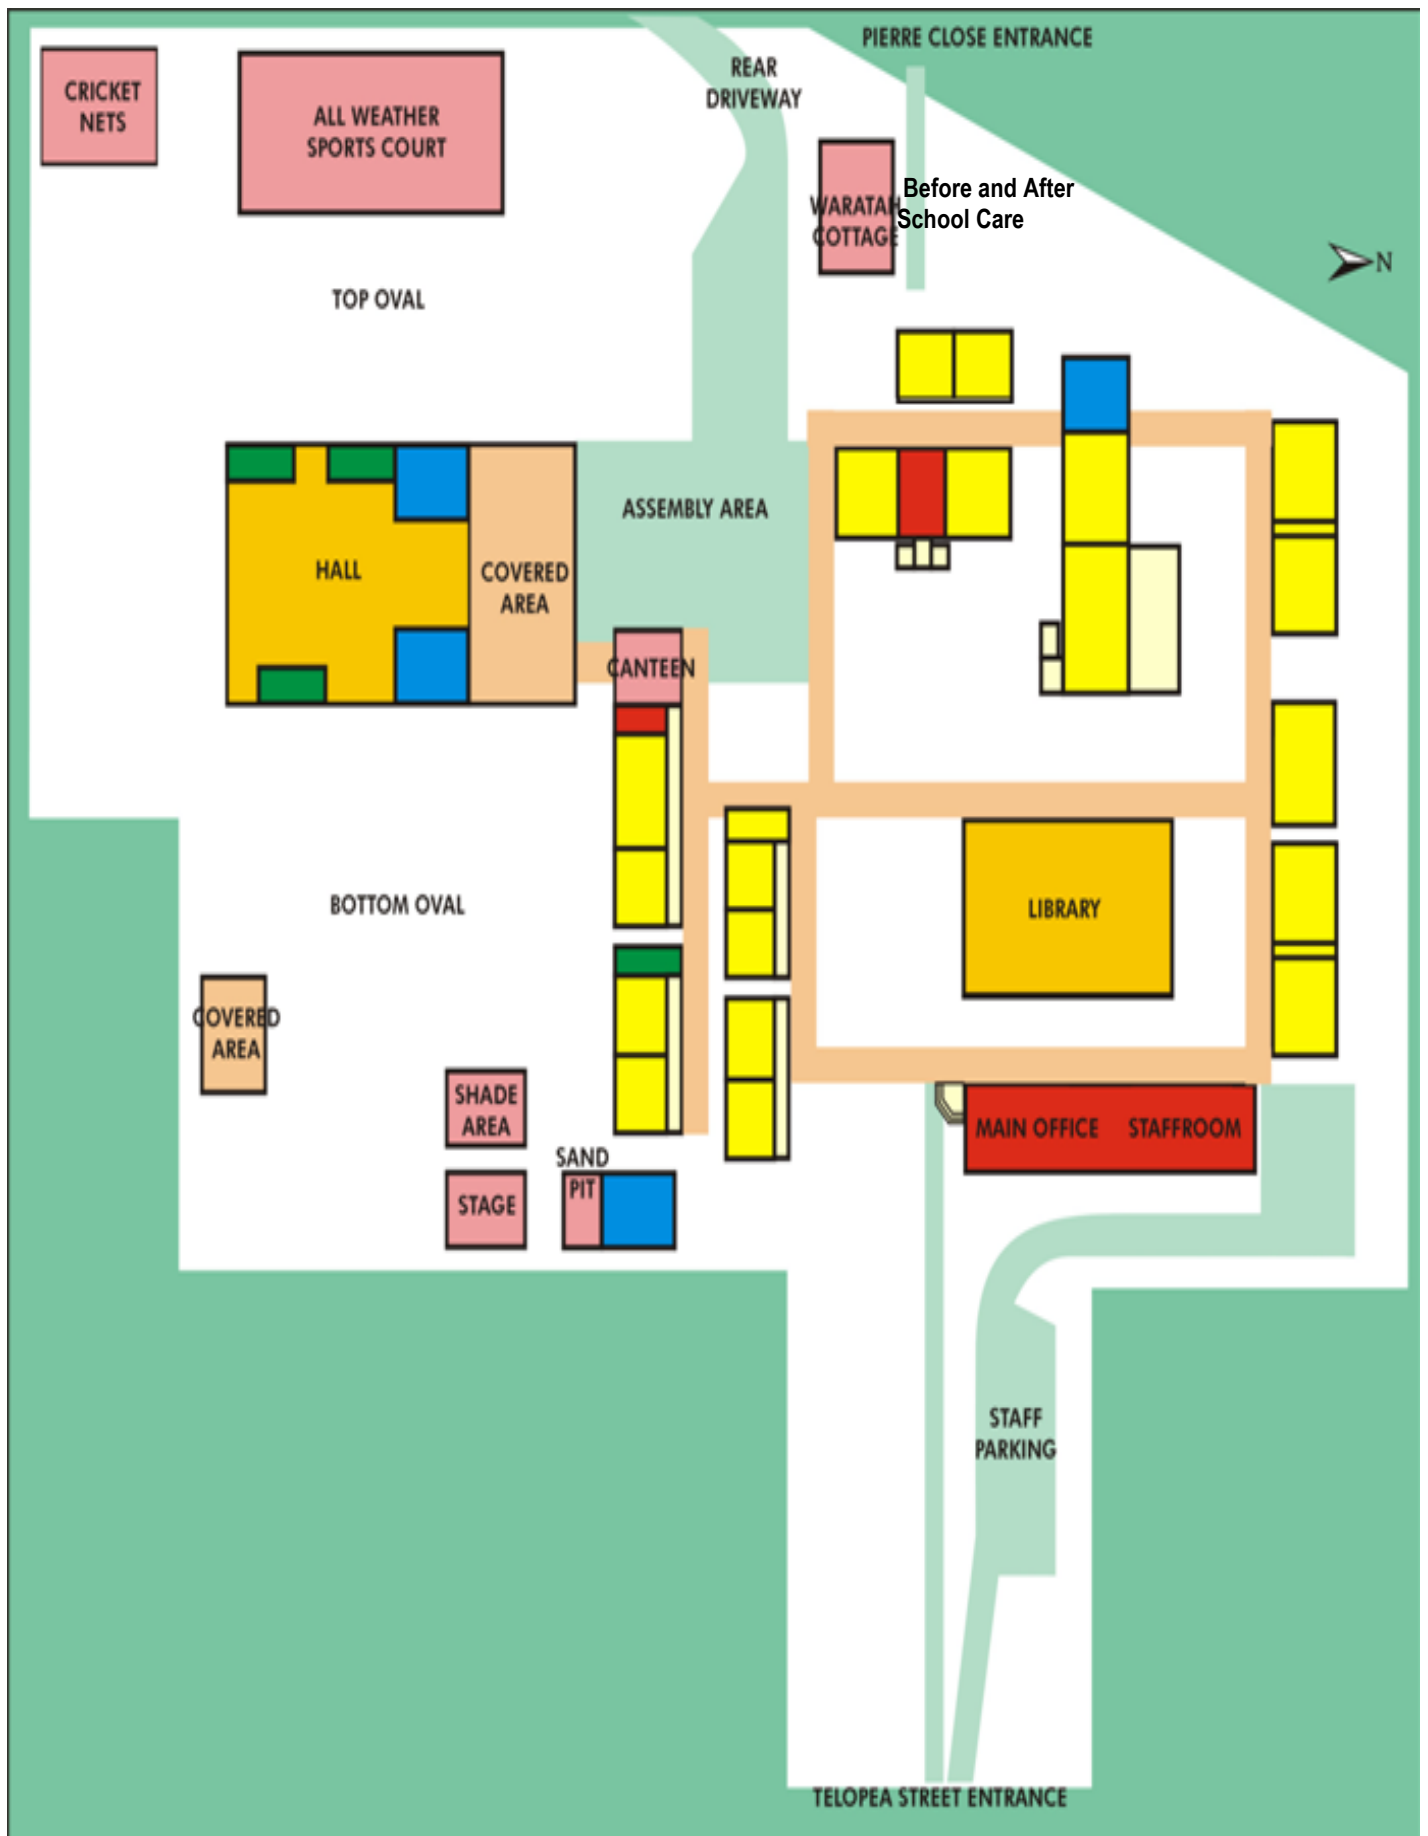 PIERRE CLOSE ENTRANCE
REAR
DRIVEWAY
CRICKET
NETS
ALL WEATHER
SPORTS COURT
WARATAH
COTTAGE
Before and After
School Care
N
TOP OVAL
ASSEMBLY AREA
HALL
COVERED
AREA
CANTEEN
BOTTOM OVAL
LIBRARY
COVERED
AREA
SHADE
AREA
MAIN OFFICE
STAFFROOM
SAND
PIT
STAGE
STAFF
PARKING
TELOPEA STREET ENTRANCE